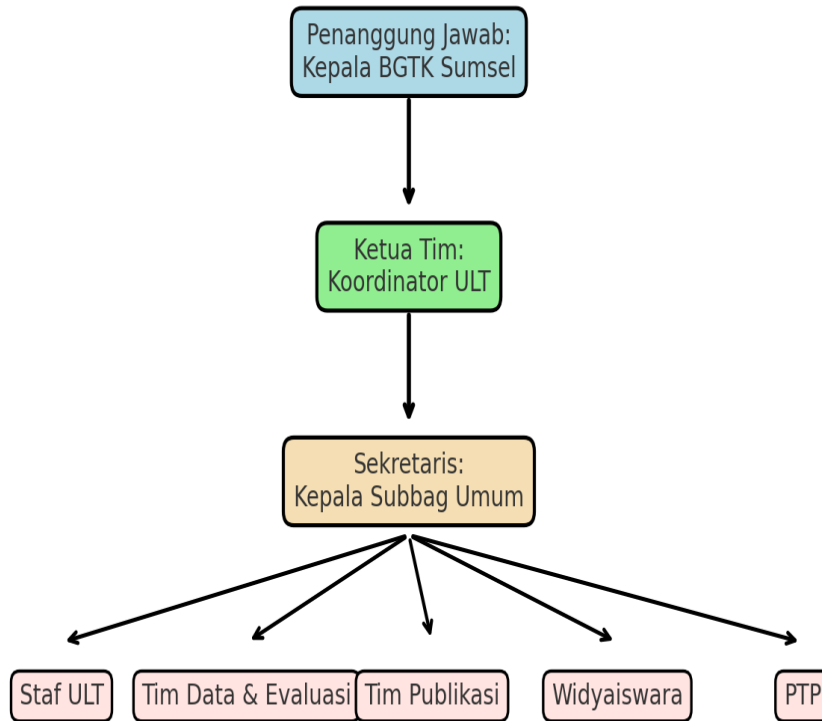 Penanggung Jawab:
Kepala BGTK Sumsel
Ketua Tim:
Koordinator ULT
Sekretaris:
Kepala Subbag Umum
Staf ULT
Tim Data & Evaluasi
Tim Publikasi
Widyaiswara
PTP